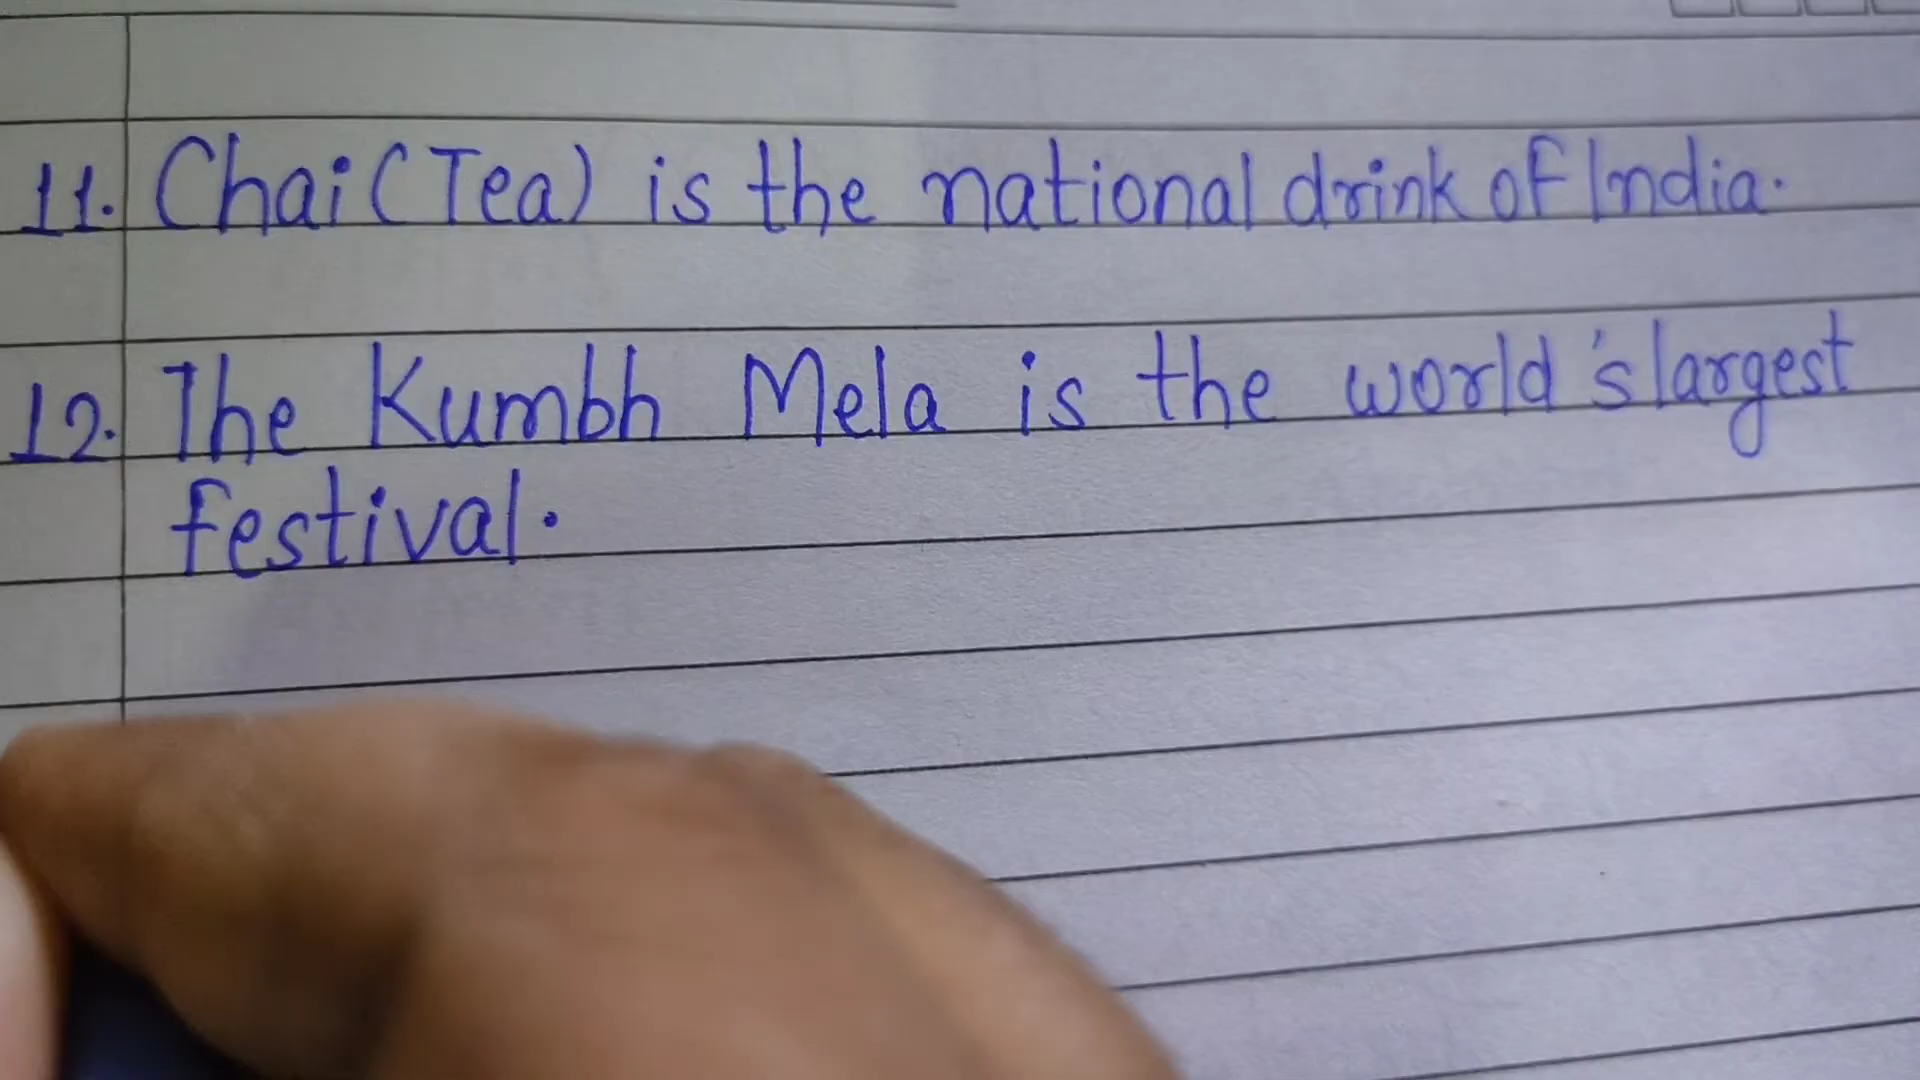 11. Chai (Tea) is the national drink of India.
12. The Kumbh Mela is the world's largest
festival.